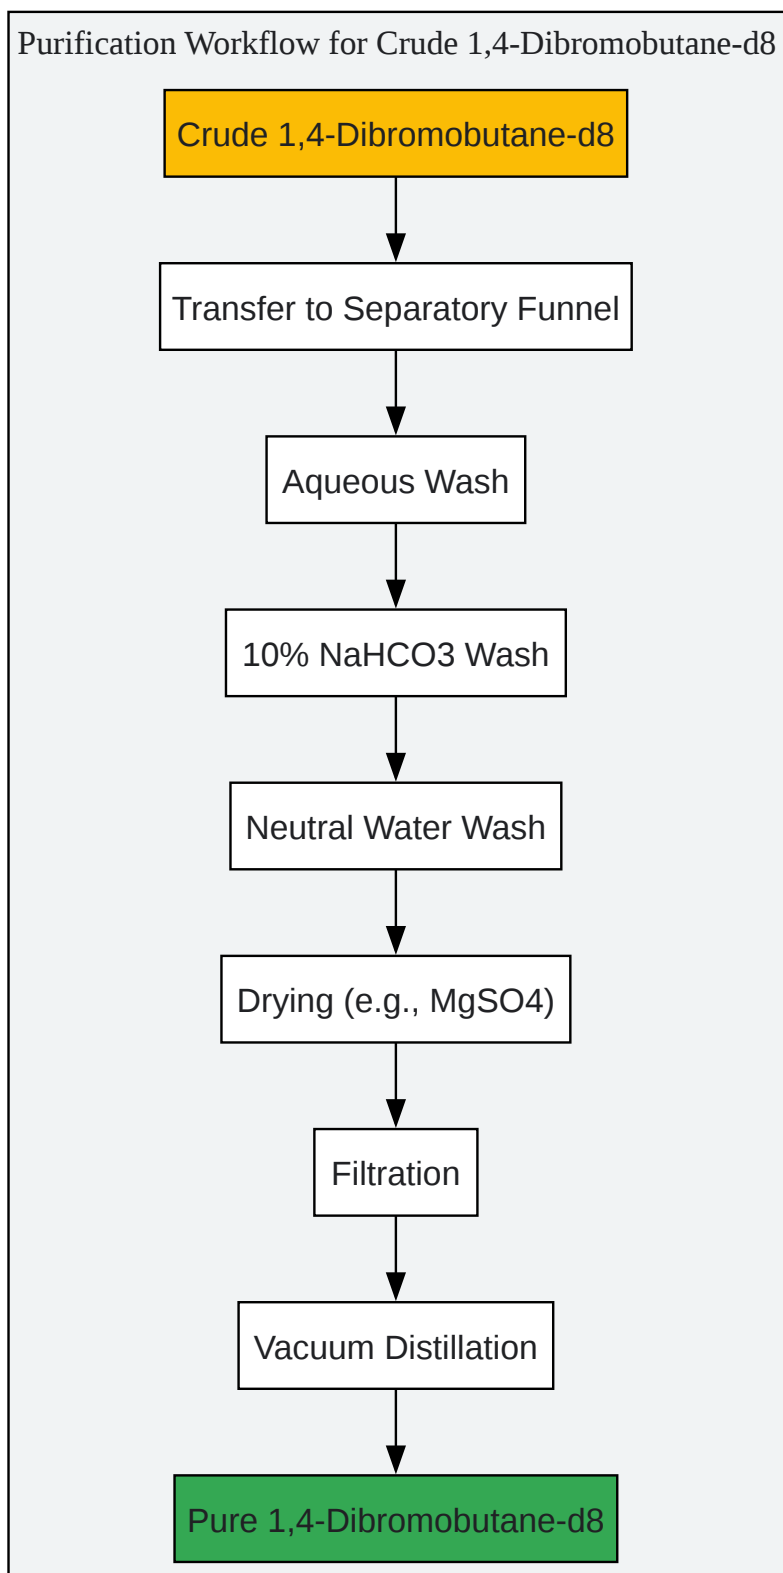 Purification Workflow for Crude 1,4-Dibromobutane-d8
Crude 1,4-Dibromobutane-d8
Transfer to Separatory Funnel
Aqueous Wash
10% NaHCO3 Wash
Neutral Water Wash
Drying (e.g., MgSO4)
Filtration
Vacuum Distillation
Pure 1,4-Dibromobutane-d8